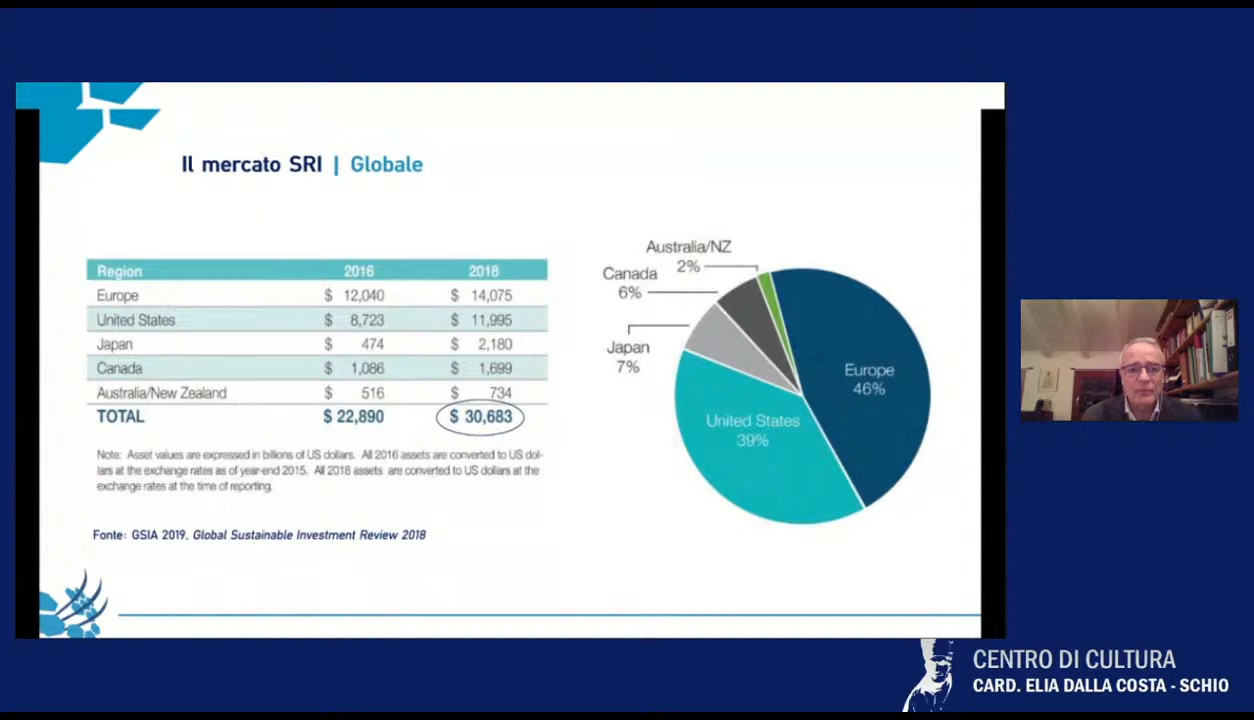 Il mercato SRI | Globale
Region 2016 2018
Europe $ 12,040 $ 14,075
United States $ 8,723 $ 11,995
Japan $ 474 $ 2,180
Canada $ 1,086 $ 1,699
Australia/New Zealand $ 516 $ 734
TOTAL $ 22,890 $ 30,683
Note: Asset values are expressed in billions of US dollars. All 2016 assets are converted to US dol-
lars at the exchange rates as of year-end 2015. All 2018 assets are converted to US dollars at the
exchange rates at the time of reporting.
Fonte: GSIA 2019, Global Sustainable Investment Review 2018
Australia/NZ
2%
Canada
6%
Japan
7%
Europe
46%
United States
39%
CENTRO DI CULTURA
CARD. ELIA DALLA COSTA - SCHIO